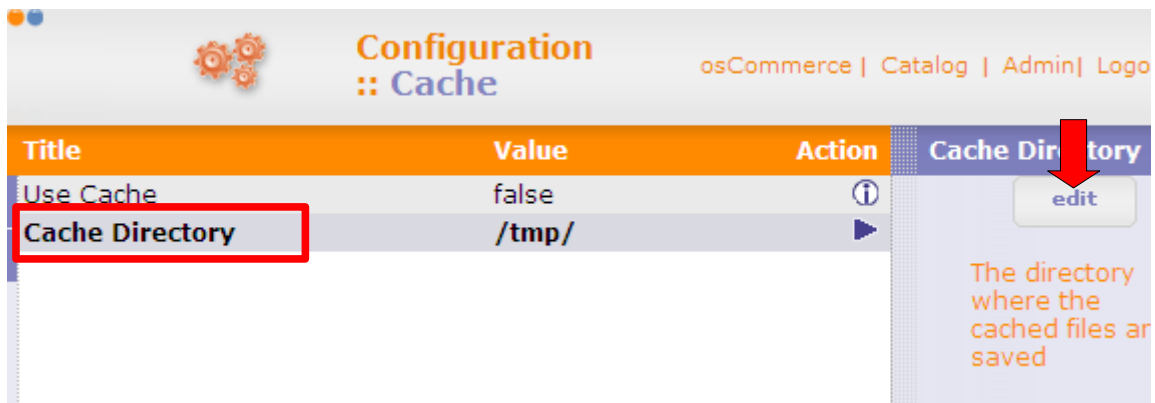 Configuration
:: Cache
osCommerce | Catalog | Admin| Logo
Title Value Action Cache Directory
Use Cache false edit
Cache Directory /tmp/
The directory
where the
cached files ar
saved